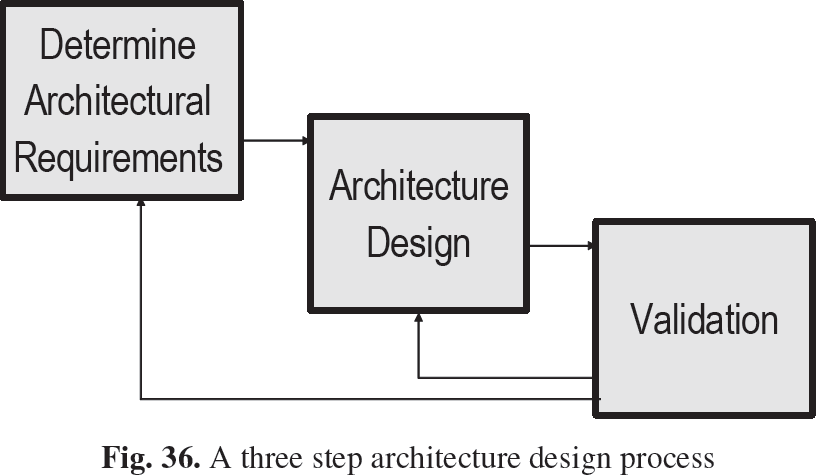 Determine
Architectural
Requirements
Architecture
Design
Validation
Fig. 36. A three step architecture design process